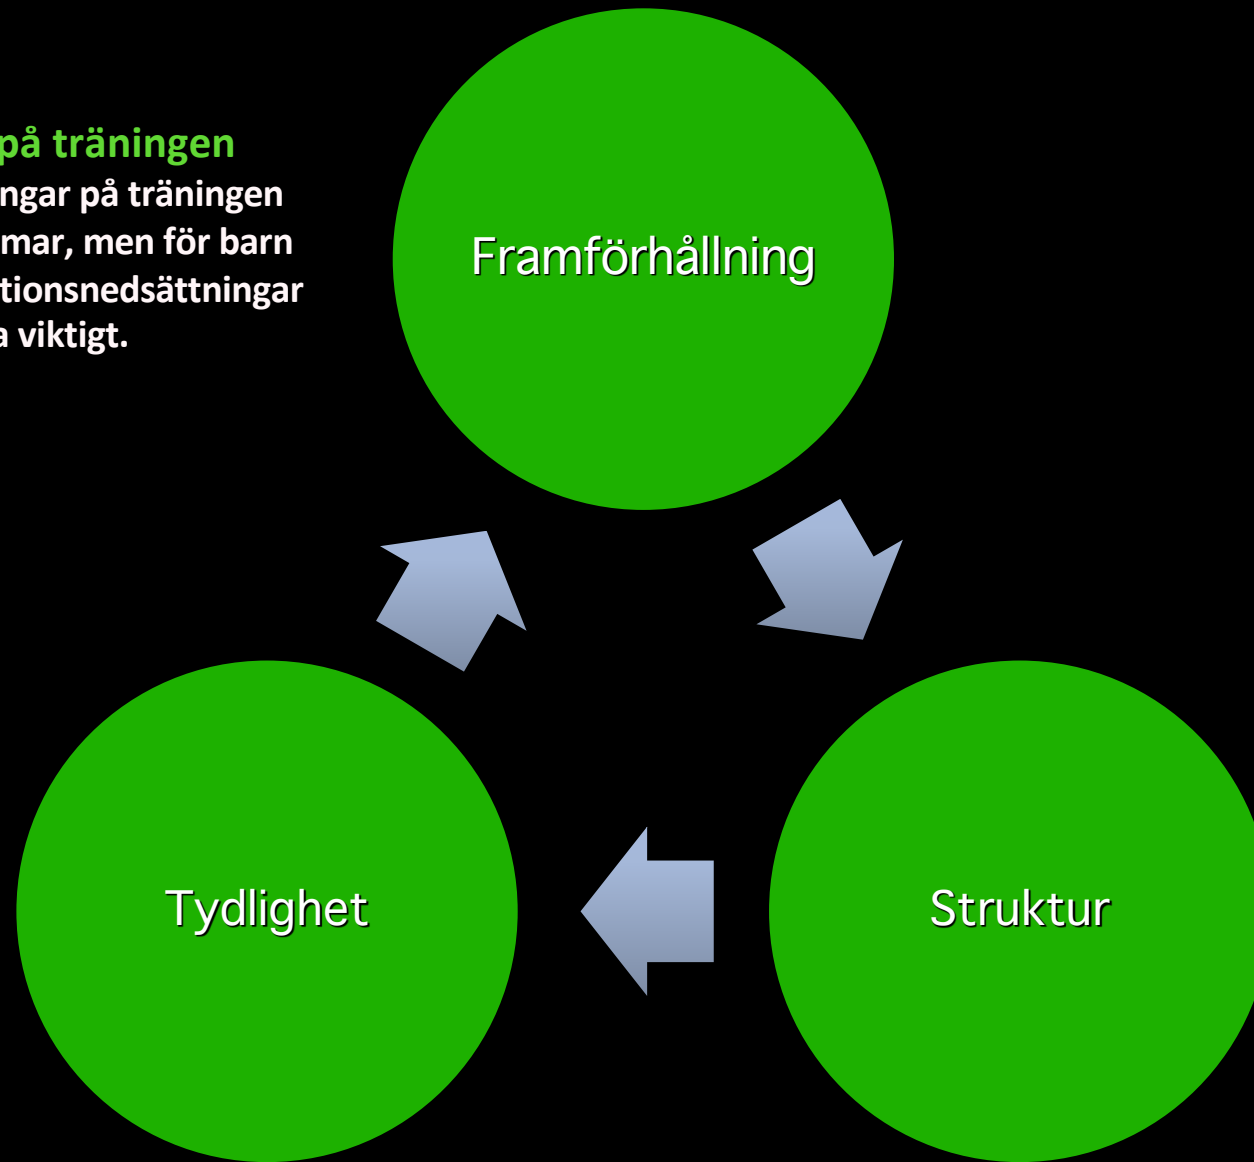 på träningen
ngar på träningen
mar, men för barn
tionsnedsättningar
a viktigt.
Framförhållning
Tydlighet
Struktur